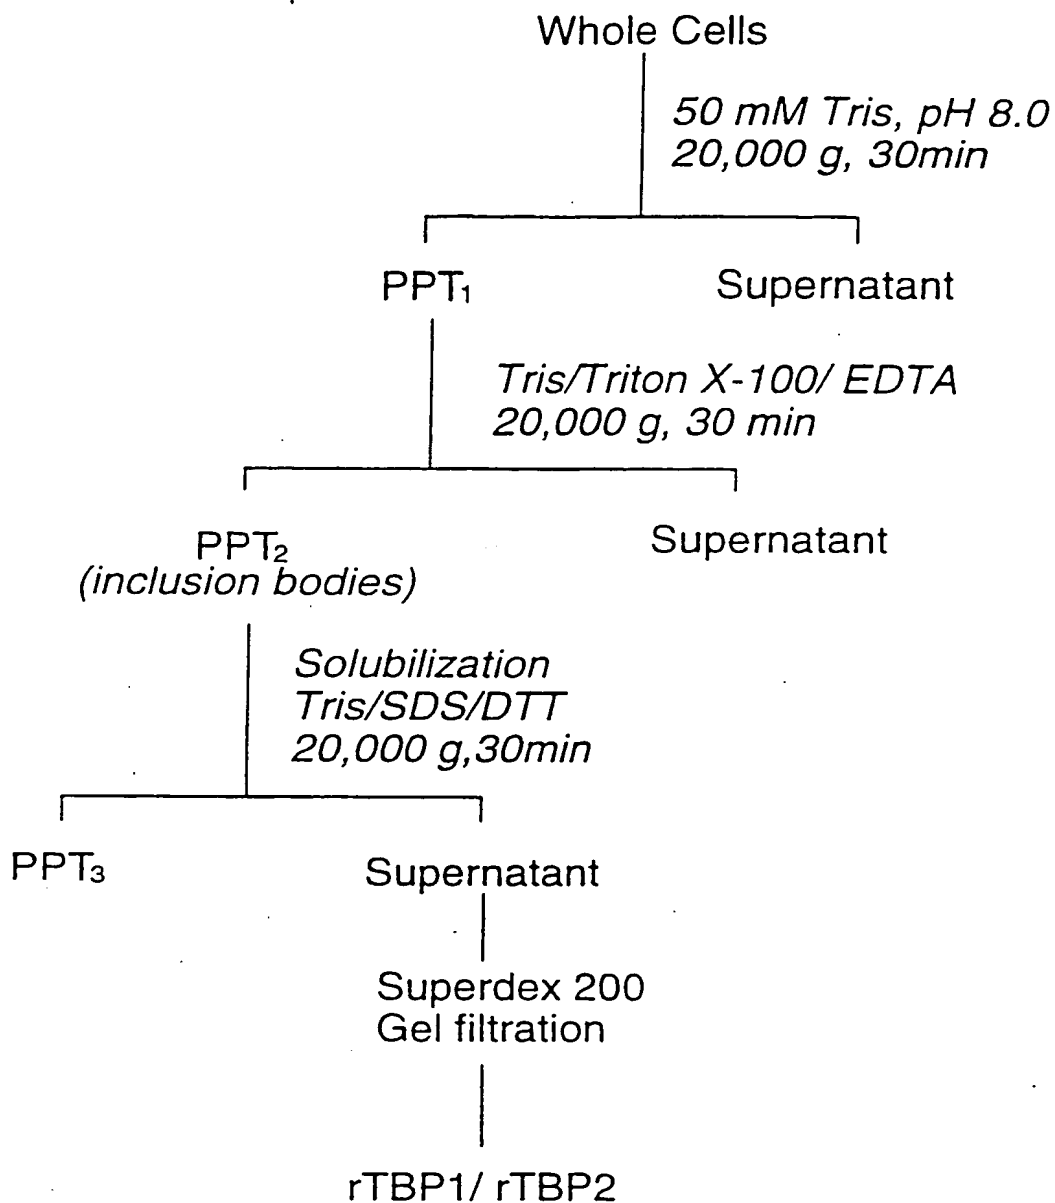 Whole Cells
50 mM Tris, pH 8.0
20,000 g, 30min
PPT₁
Supernatant
Tris/Triton X-100/ EDTA
20,000 g, 30 min
PPT₂
(inclusion bodies)
Supernatant
Solubilization
Tris/SDS/DTT
20,000 g,30min
PPT₃
Supernatant
Superdex 200
Gel filtration
rTBP1/ rTBP2